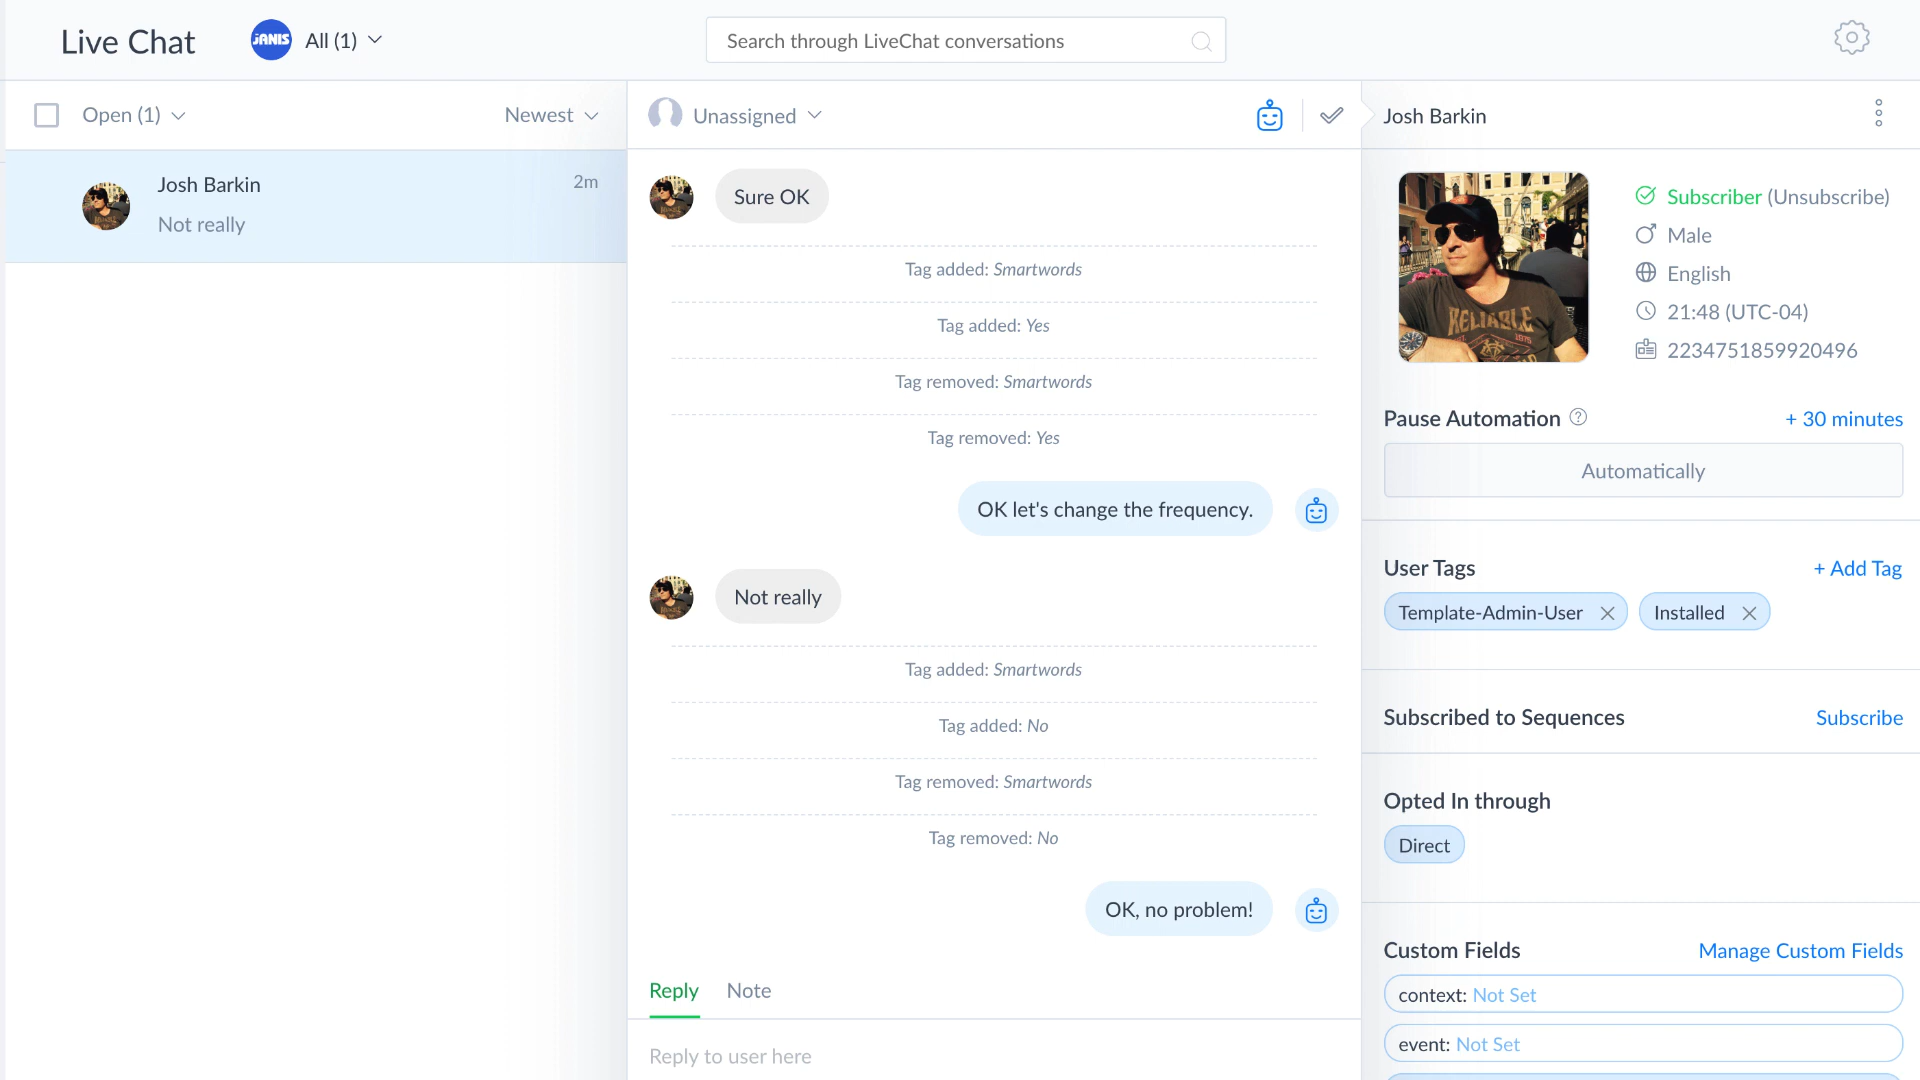 Live Chat
JANIS
All (1)
Search through LiveChat conversations
Open (1)
Newest
Josh Barkin
2m
Not really
Unassigned
Sure OK
Tag added: Smartwords
Tag added: Yes
Tag removed: Smartwords
Tag removed: Yes
OK let's change the frequency.
Not really
Tag added: Smartwords
Tag added: No
Tag removed: Smartwords
Tag removed: No
OK, no problem!
Reply
Note
Reply to user here
Josh Barkin
RELIABLE
1975
Subscriber (Unsubscribe)
Male
English
21:48 (UTC-04)
2234751859920496
Pause Automation ?
+ 30 minutes
Automatically
User Tags
+ Add Tag
Template-Admin-User
Installed
Subscribed to Sequences
Subscribe
Opted In through
Direct
Custom Fields
Manage Custom Fields
context: Not Set
event: Not Set